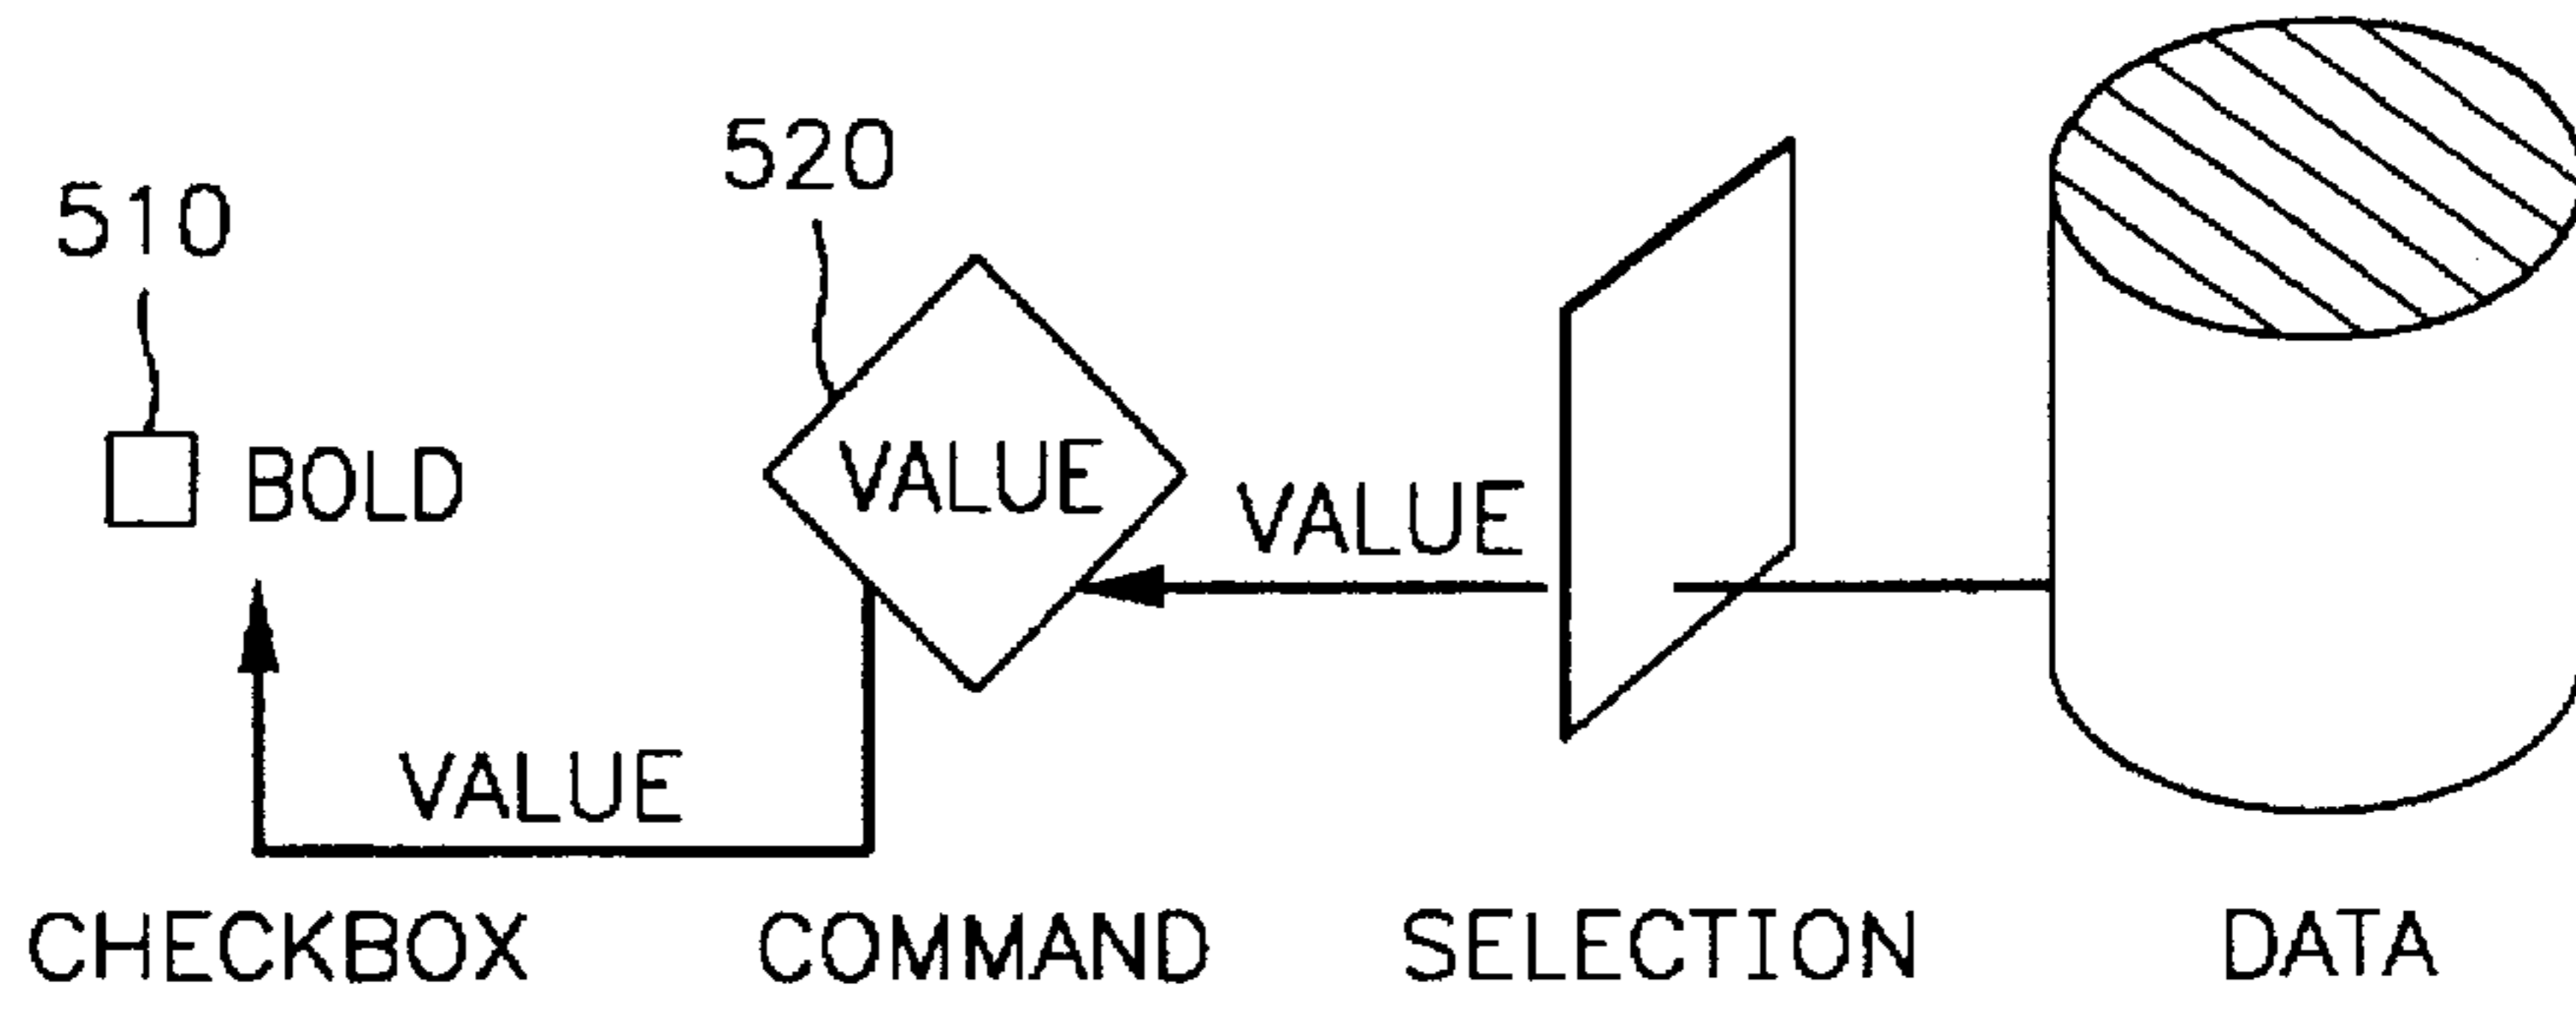 520
510
BOLD
VALUE
VALUE
VALUE
CHECKBOX COMMAND SELECTION DATA